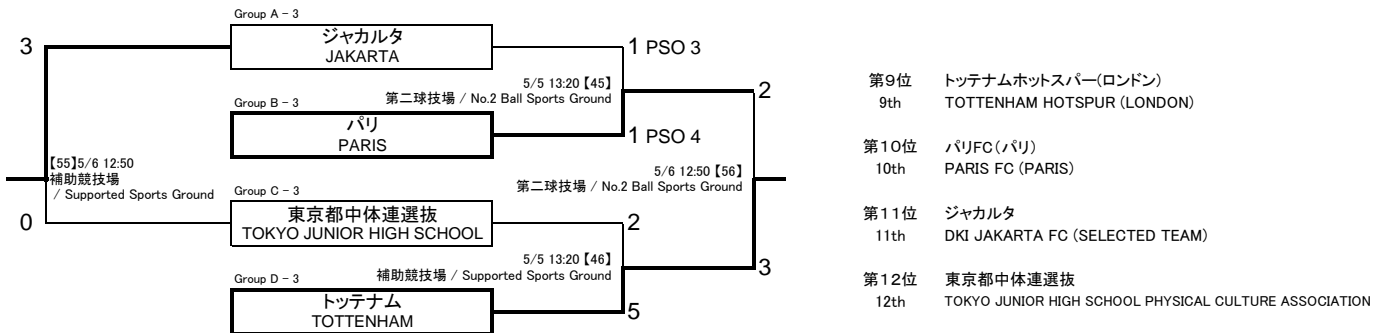 Group A - 3
3
ジャカルタ
JAKARTA
1 PSO 3
5/5 13:20【45】
第二球技場 / No.2 Ball Sports Ground
2
Group B - 3
パリ
PARIS
1 PSO 4
【55】5/6 12:50
補助競技場
/ Supported Sports Ground
5/6 12:50【56】
第二球技場 / No.2 Ball Sports Ground
Group C - 3
0
東京都中体連選抜
TOKYO JUNIOR HIGH SCHOOL
2
5/5 13:20【46】
補助競技場 / Supported Sports Ground
3
Group D - 3
トッテナム
TOTTENHAM
5
第9位 トッテナムホットスパー(ロンドン)
9th TOTTENHAM HOTSPUR (LONDON)
第10位 パリFC(パリ)
10th PARIS FC (PARIS)
第11位 ジャカルタ
11th DKI JAKARTA FC (SELECTED TEAM)
第12位 東京都中体連選抜
12th TOKYO JUNIOR HIGH SCHOOL PHYSICAL CULTURE ASSOCIATION